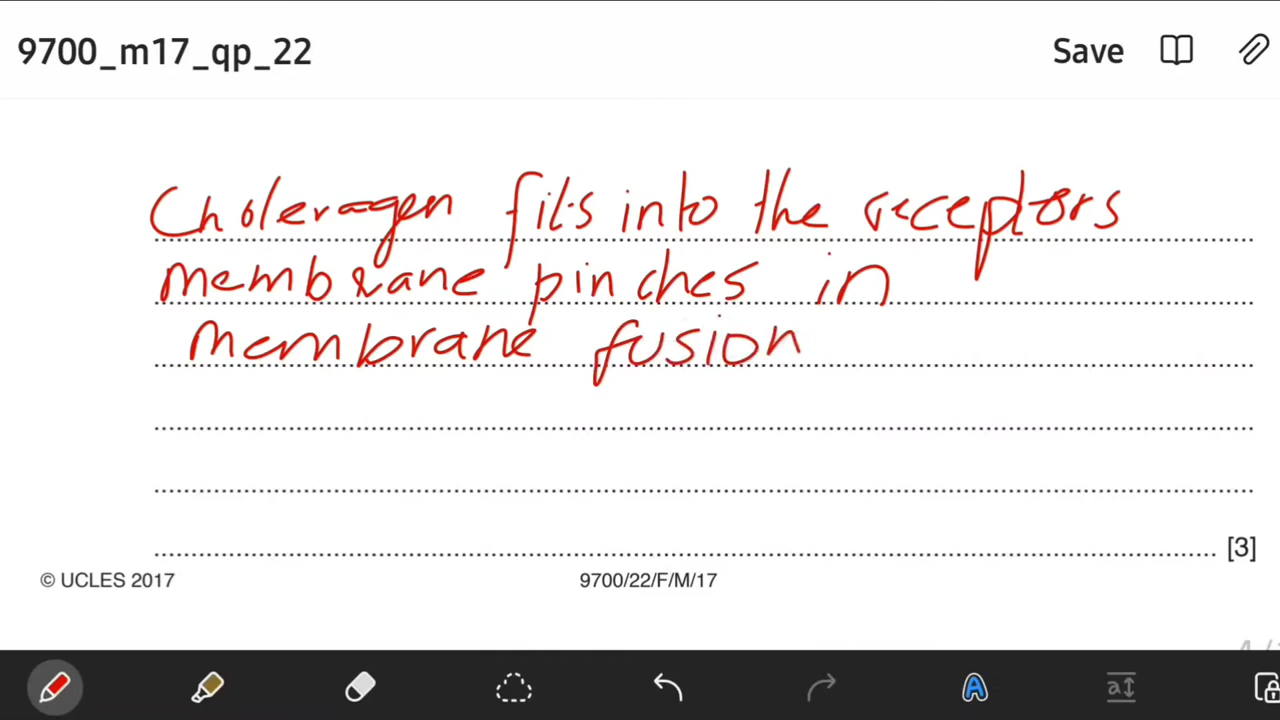 9700_m17_qp_22 Save
Choleragen fits into the receptors
membrane pinches in
membrane fusion
[3]
© UCLES 2017 9700/22/F/M/17
A a